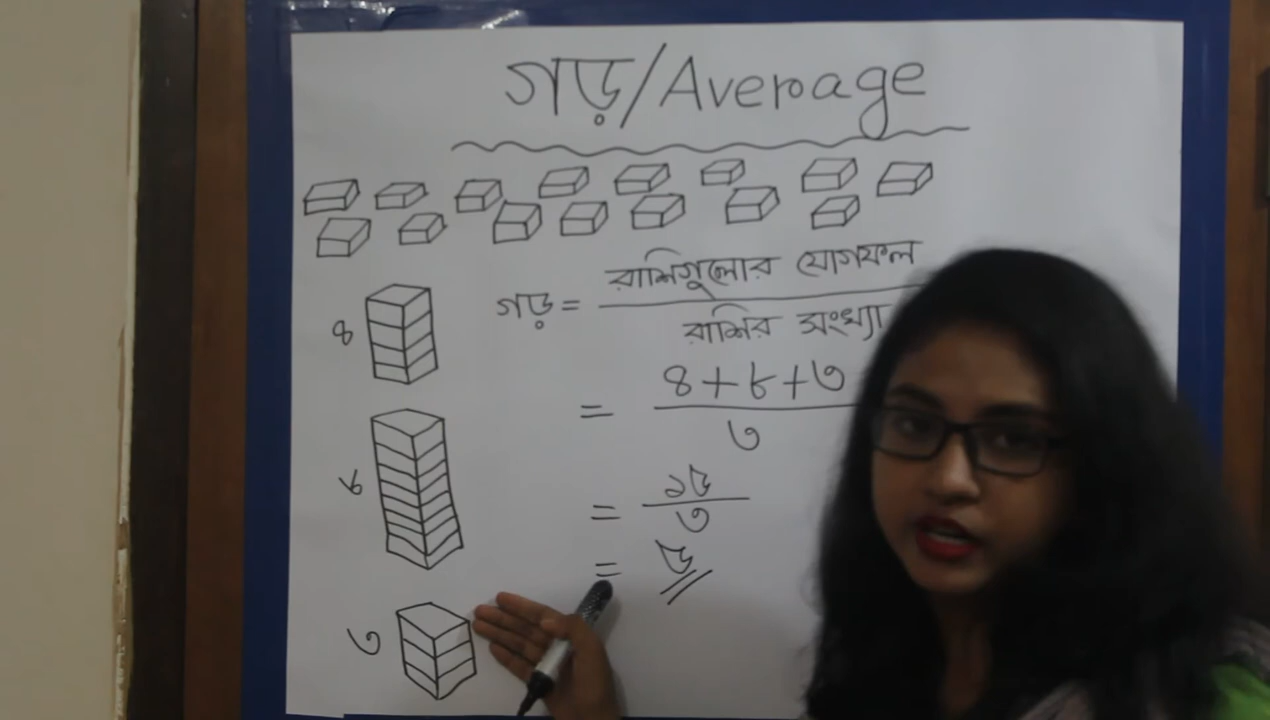 গড়/Average
গড় = রাশিগুলোর যোগফল
রাশির সংখ্যা
৪
= ৪+৮+৩
৩
৮
= ১৫
৩
= ৫
৩